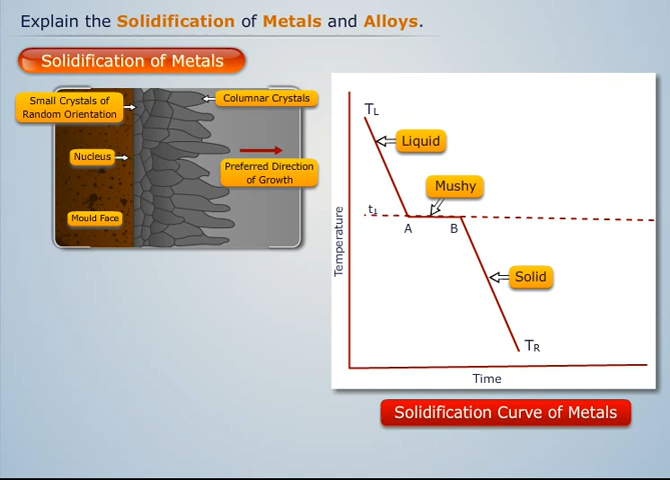 Explain the Solidification of Metals and Alloys.
Solidification of Metals
Small Crystals of
Random Orientation
Columnar Crystals
Nucleus
Preferred Direction
of Growth
Mould Face
TL
Liquid
Mushy
t1
A
B
Temperature
Solid
TR
Time
Solidification Curve of Metals